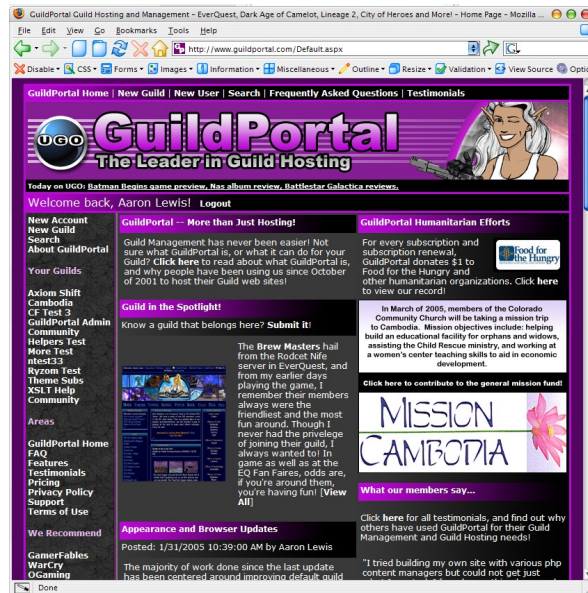 GuildPortal Guild Hosting and Management - EverQuest, Dark Age of Camelot, Lineage 2, City of Heroes and More! - Home Page - Mozilla ...
File Edit View Go Bookmarks Tools Help
http://www.guildportal.com/Default.aspx
Disable CSS Forms Images Information Miscellaneous Outline Resize Validation View Source Optio
GuildPortal Home | New Guild | New User | Search | Frequently Asked Questions | Testimonials
UGO
GuildPortal
The Leader in Guild Hosting
Today on UGO: Batman Begins game preview, Nas album review, Battlestar Galactica reviews.
Welcome back, Aaron Lewis! Logout
New Account
New Guild
Search
About GuildPortal
Your Guilds
Axiom Shift
Cambodia
CF Test 3
GuildPortal Admin
Community
Helpers Test
More Test
ntest33
Ryzom Test
Theme Subs
XSLT Help
Community
Areas
GuildPortal Home
FAQ
Features
Testimonials
Pricing
Privacy Policy
Support
Terms of Use
We Recommend
GamerFables
WarCry
OGaming
GuildPortal -- More than Just Hosting!
Guild Management has never been easier! Not
sure what GuildPortal is, or what it can do for your
Guild? Click here to read about what GuildPortal is,
and why people have been using us since October
of 2001 to host their Guild web sites!
Guild in the Spotlight!
Know a guild that belongs here? Submit it!
The Brew Masters hail
from the Rodcet Nife
server in EverQuest, and
from my earlier days
playing the game, I
remember their members
always were the
friendliest and the most
fun around. Though I
never had the privelege
of joining their guild, I
always wanted to! In
game as well as at the
EQ Fan Faires, odds are,
if you're around them,
you're having fun! [View
All]
Appearance and Browser Updates
Posted: 1/31/2005 10:39:00 AM by Aaron Lewis
The majority of work done since the last update
has been centered around improving default guild
GuildPortal Humanitarian Efforts
For every subscription and
subscription renewal,
GuildPortal donates $1 to
Food for the Hungry and
other humanitarian organizations. Click here
to view our record!
Food for
the Hungry
In March of 2005, members of the Colorado
Community Church will be taking a mission trip
to Cambodia. Mission objectives include: helping
build an educational facility for orphans and widows,
assisting the Child Rescue ministry, and working at
a women's center teaching skills to aid in economic
development.
Click here to contribute to the general mission fund!
MISSION
CAMBODIA
What our members say...
Click here for all testimonials, and find out why
others have used GuildPortal for their Guild
Management and Guild Hosting needs!
"I tried building my own site with various php
content managers but could not get just
Done